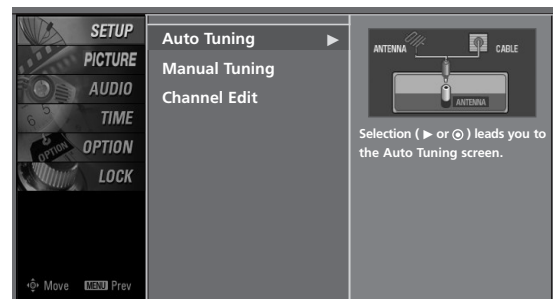 SETUP
PICTURE
AUDIO
TIME
OPTION
LOCK
Move MENU Prev
Auto Tuning ▶
Manual Tuning
Channel Edit
ANTENNA
CABLE
ANTENNA
Selection ( ▶ or ◉ ) leads you to
the Auto Tuning screen.